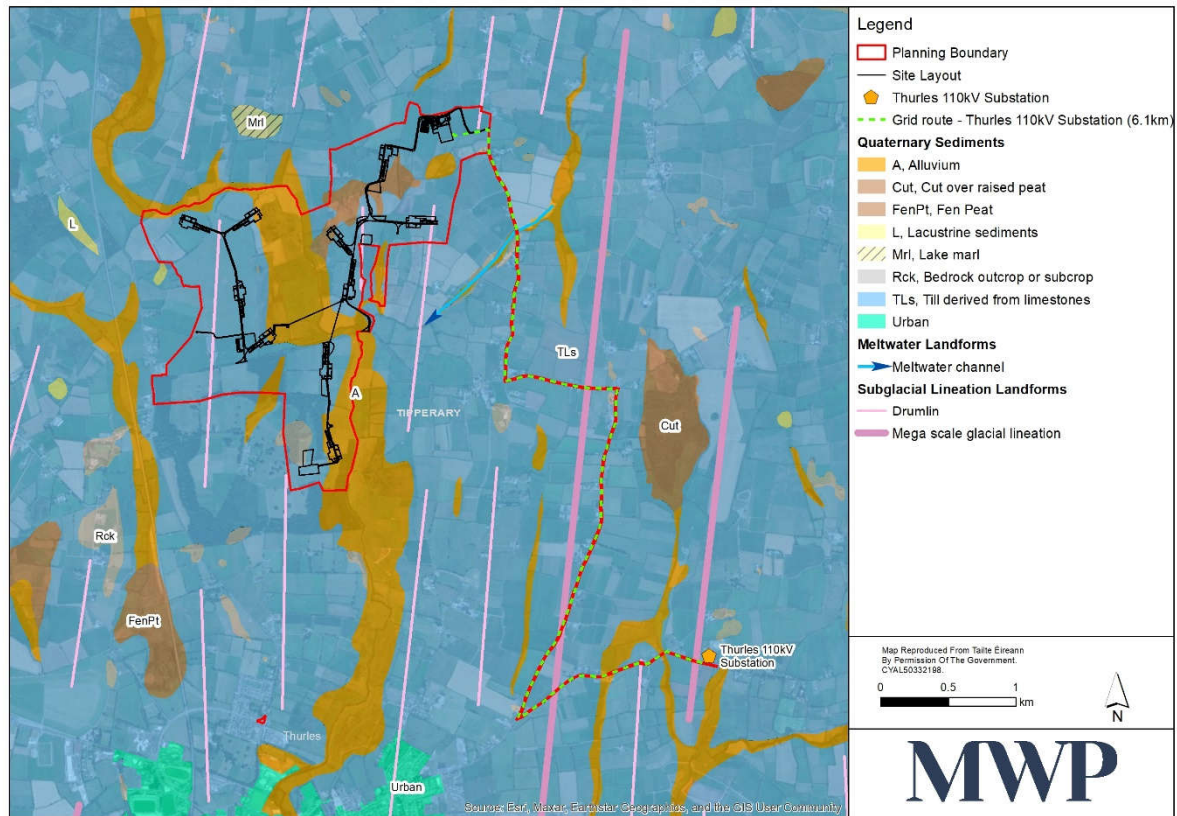 Mrl
L
TLs
A
TIPPERARY
Cut
Rck
FenPt
Thurles 110kV
Substation
Thurles
Urban
Source: Esri, Maxar, Earthstar Geographics, and the GIS User Community
Legend
Planning Boundary
Site Layout
Thurles 110kV Substation
Grid route - Thurles 110kV Substation (6.1km)
Quaternary Sediments
A, Alluvium
Cut, Cut over raised peat
FenPt, Fen Peat
L, Lacustrine sediments
Mrl, Lake marl
Rck, Bedrock outcrop or subcrop
TLs, Till derived from limestones
Urban
Meltwater Landforms
Meltwater channel
Subglacial Lineation Landforms
Drumlin
Mega scale glacial lineation
Map Reproduced From Tailte Éireann
By Permission Of The Government.
CYAL50332198.
0 0.5 1
km
N
MWP